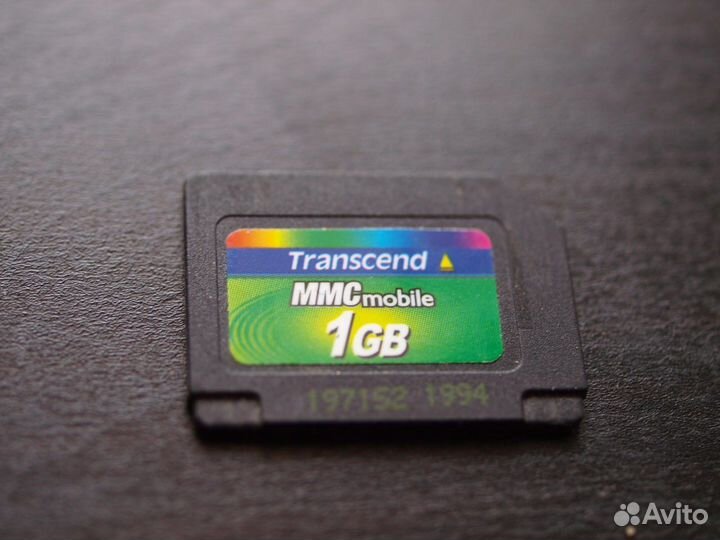 Transcend
MMCmobile
1GB
197152 1994
Avito